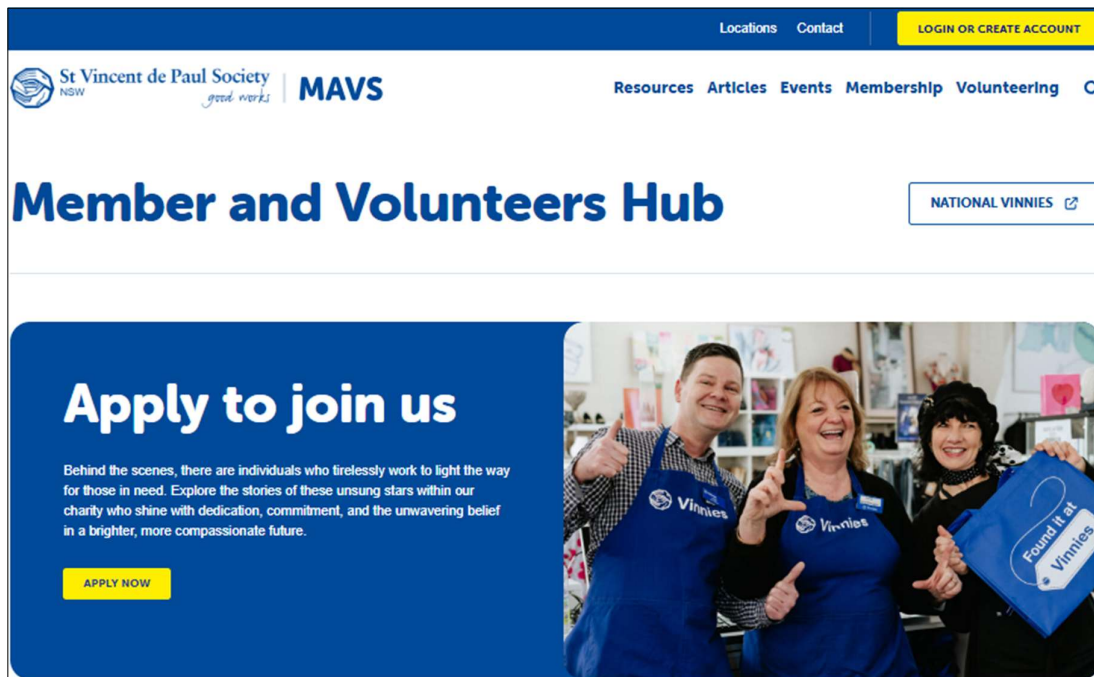 Locations Contact LOGIN OR CREATE ACCOUNT
St Vincent de Paul Society
NSW good works
MAVS
Resources Articles Events Membership Volunteering
Member and Volunteers Hub
NATIONAL VINNIES
Apply to join us
Behind the scenes, there are individuals who tirelessly work to light the way
for those in need. Explore the stories of these unsung stars within our
charity who shine with dedication, commitment, and the unwavering belief
in a brighter, more compassionate future.
APPLY NOW
Vinnies
Vinnies
Found it at
Vinnies